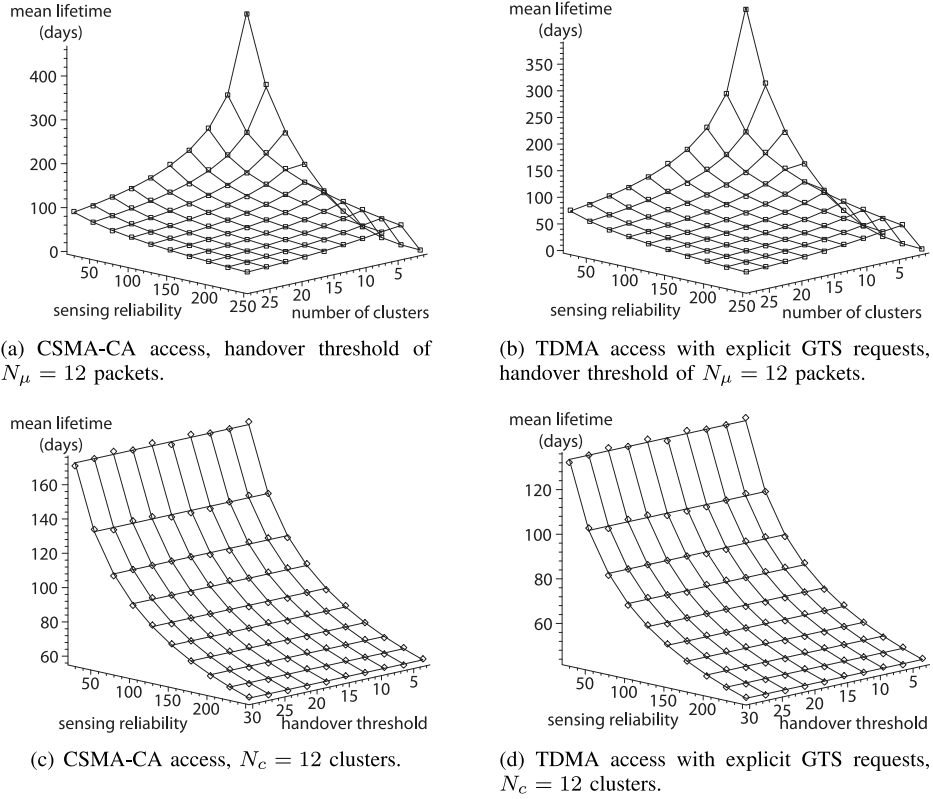 mean lifetime
(days)
400
300
200
100
0
50
100
150
200
250
25
20
15
10
5
sensing reliability
number of clusters
(a) CSMA-CA access, handover threshold of
Nμ = 12 packets.
mean lifetime
(days)
350
300
250
200
150
100
50
0
50
100
150
200
250
25
20
15
10
5
sensing reliability
number of clusters
(b) TDMA access with explicit GTS requests,
handover threshold of Nμ = 12 packets.
mean lifetime
(days)
160
140
120
100
80
60
50
100
150
200
30
25
20
15
10
5
sensing reliability
handover threshold
(c) CSMA-CA access, Nc = 12 clusters.
mean lifetime
(days)
120
100
80
60
50
100
150
200
30
25
20
15
10
5
sensing reliability
handover threshold
(d) TDMA access with explicit GTS requests,
Nc = 12 clusters.